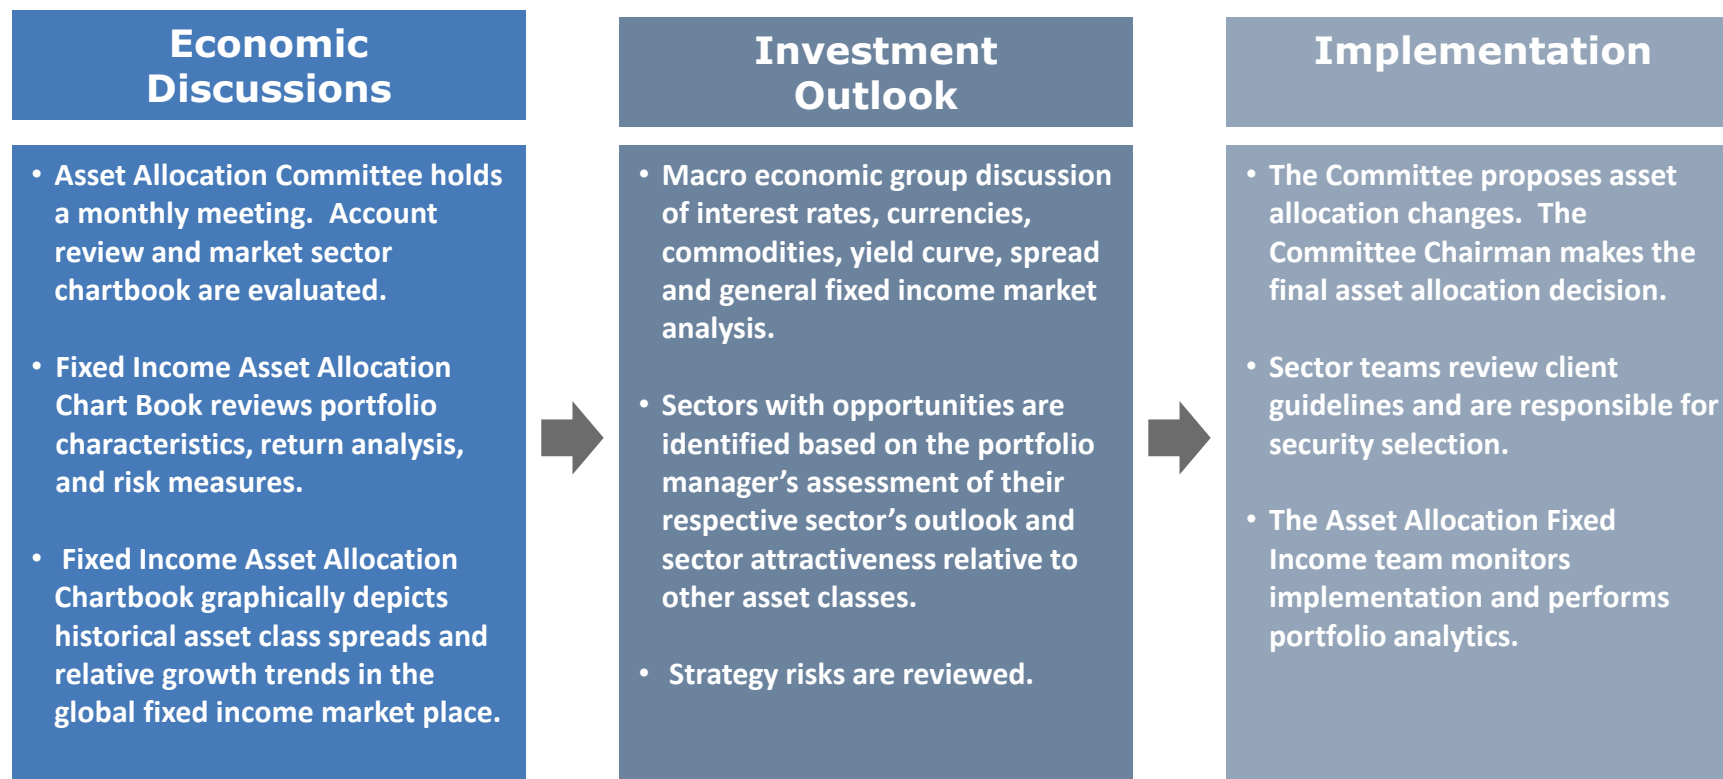 Economic
Discussions
• Asset Allocation Committee holds
a monthly meeting.  Account
review and market sector
chartbook are evaluated.
• Fixed Income Asset Allocation
Chart Book reviews portfolio
characteristics, return analysis,
and risk measures.
• Fixed Income Asset Allocation
Chartbook graphically depicts
historical asset class spreads and
relative growth trends in the
global fixed income market place.
Investment
Outlook
• Macro economic group discussion
of interest rates, currencies,
commodities, yield curve, spread
and general fixed income market
analysis.
• Sectors with opportunities are
identified based on the portfolio
manager’s assessment of their
respective sector’s outlook and
sector attractiveness relative to
other asset classes.
• Strategy risks are reviewed.
Implementation
• The Committee proposes asset
allocation changes.  The
Committee Chairman makes the
final asset allocation decision.
• Sector teams review client
guidelines and are responsible for
security selection.
• The Asset Allocation Fixed
Income team monitors
implementation and performs
portfolio analytics.